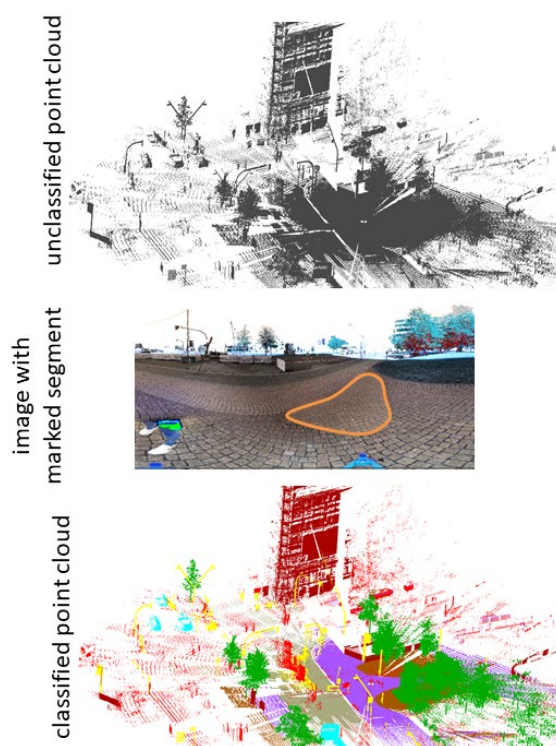 unclassified point cloud
image with
marked segment
classified point cloud